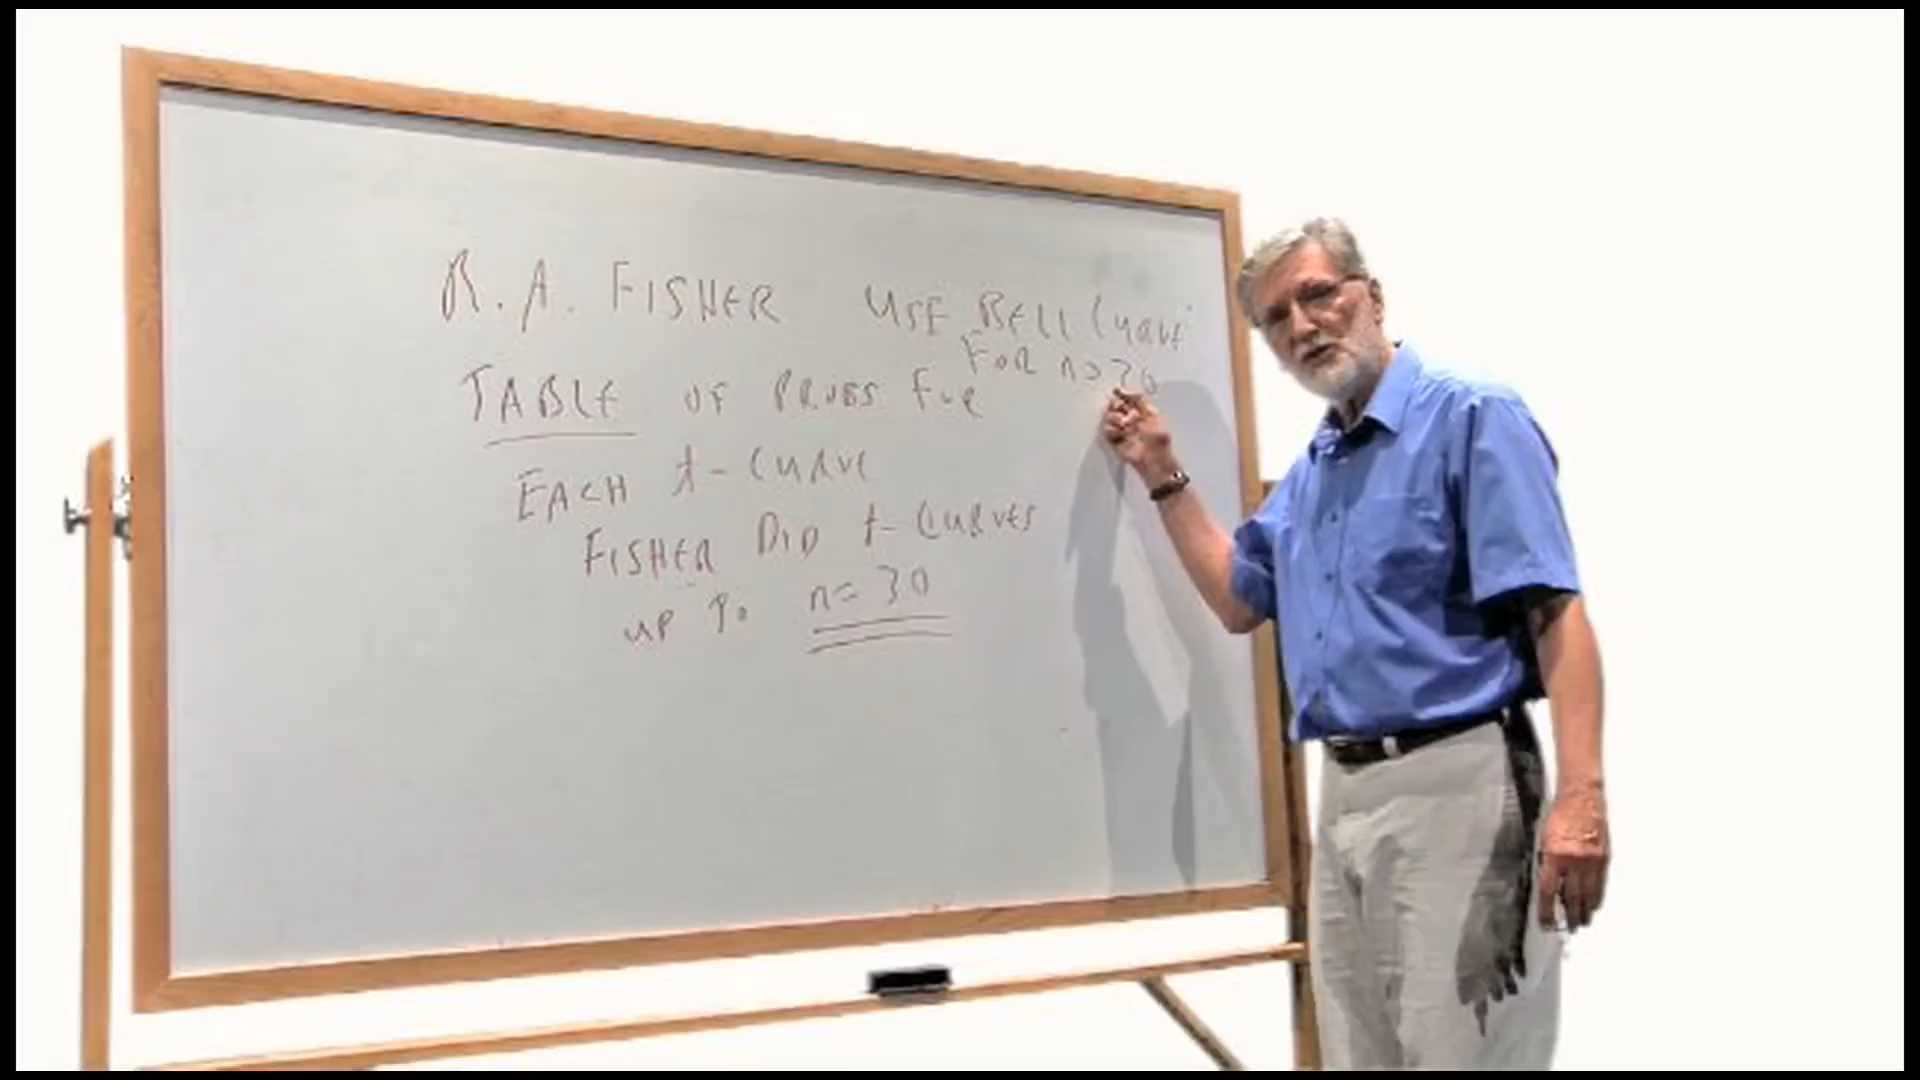 R. A. FISHER USE BELL CURVE
FOR n > 30
TABLE OF PROBS FOR
EACH t-CURVE
FISHER DID t-CURVES
UP TO n = 30